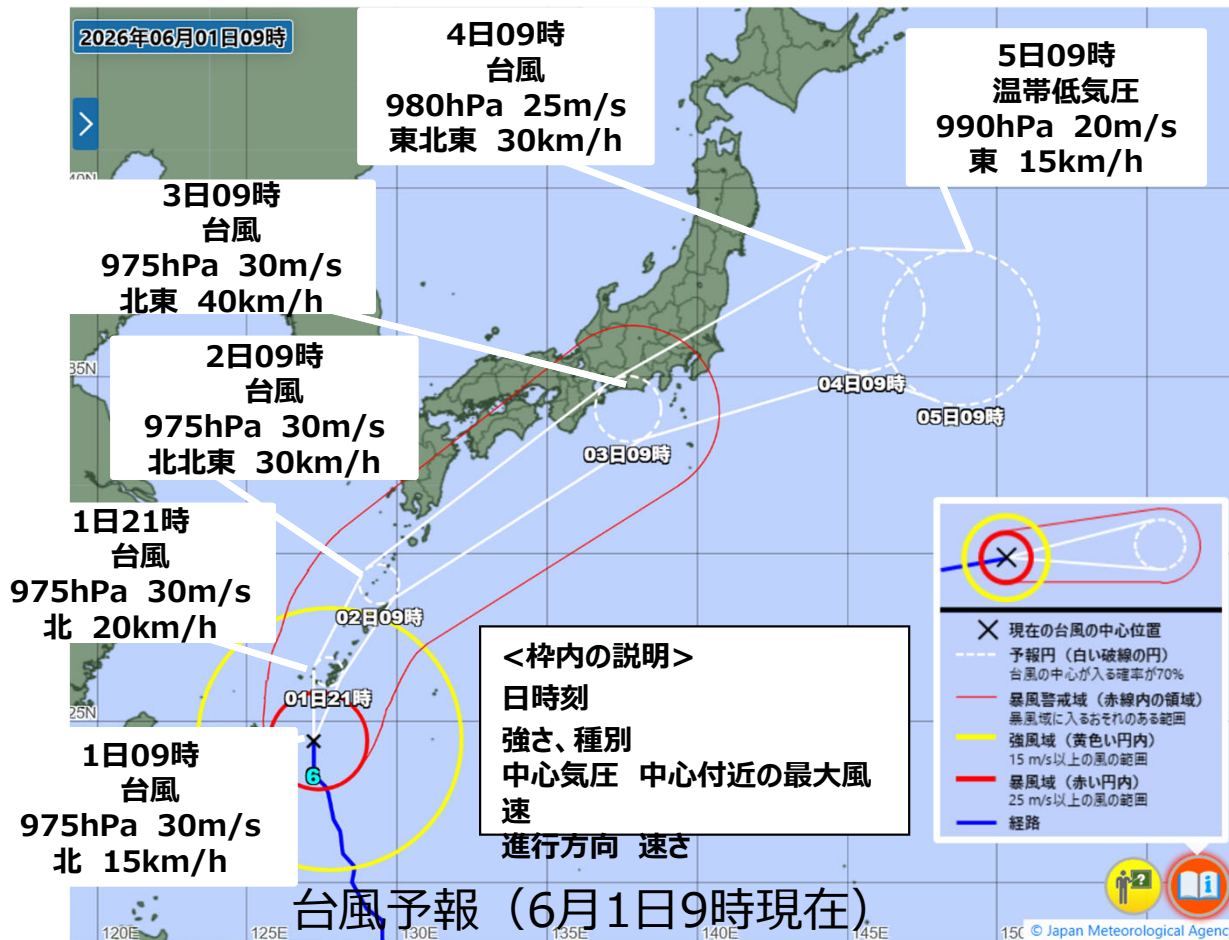 2026年06月01日09時
4日09時
台風
980hPa 25m/s
東北東 30km/h
5日09時
温帯低気圧
990hPa 20m/s
東 15km/h
40N
3日09時
台風
975hPa 30m/s
北東 40km/h
2日09時
台風
975hPa 30m/s
北北東 30km/h
35N
04日09時
05日09時
03日09時
1日21時
台風
975hPa 30m/s
北 20km/h
02日09時
01日21時
25N
6
1日09時
台風
975hPa 30m/s
北 15km/h
<枠内の説明>
日時刻
強さ、種別
中心気圧 中心付近の最大風
速
進行方向 速さ
現在の台風の中心位置
予報円（白い破線の円）
台風の中心が入る確率が70%
暴風警戒域（赤線内の領域）
暴風域に入るおそれのある範囲
強風域（黄色い円内）
15 m/s以上の風の範囲
暴風域（赤い円内）
25 m/s以上の風の範囲
経路
?
台風予報（6月1日9時現在）
120E
125E
130E
135E
140E
145E
© Japan Meteorological Agenc